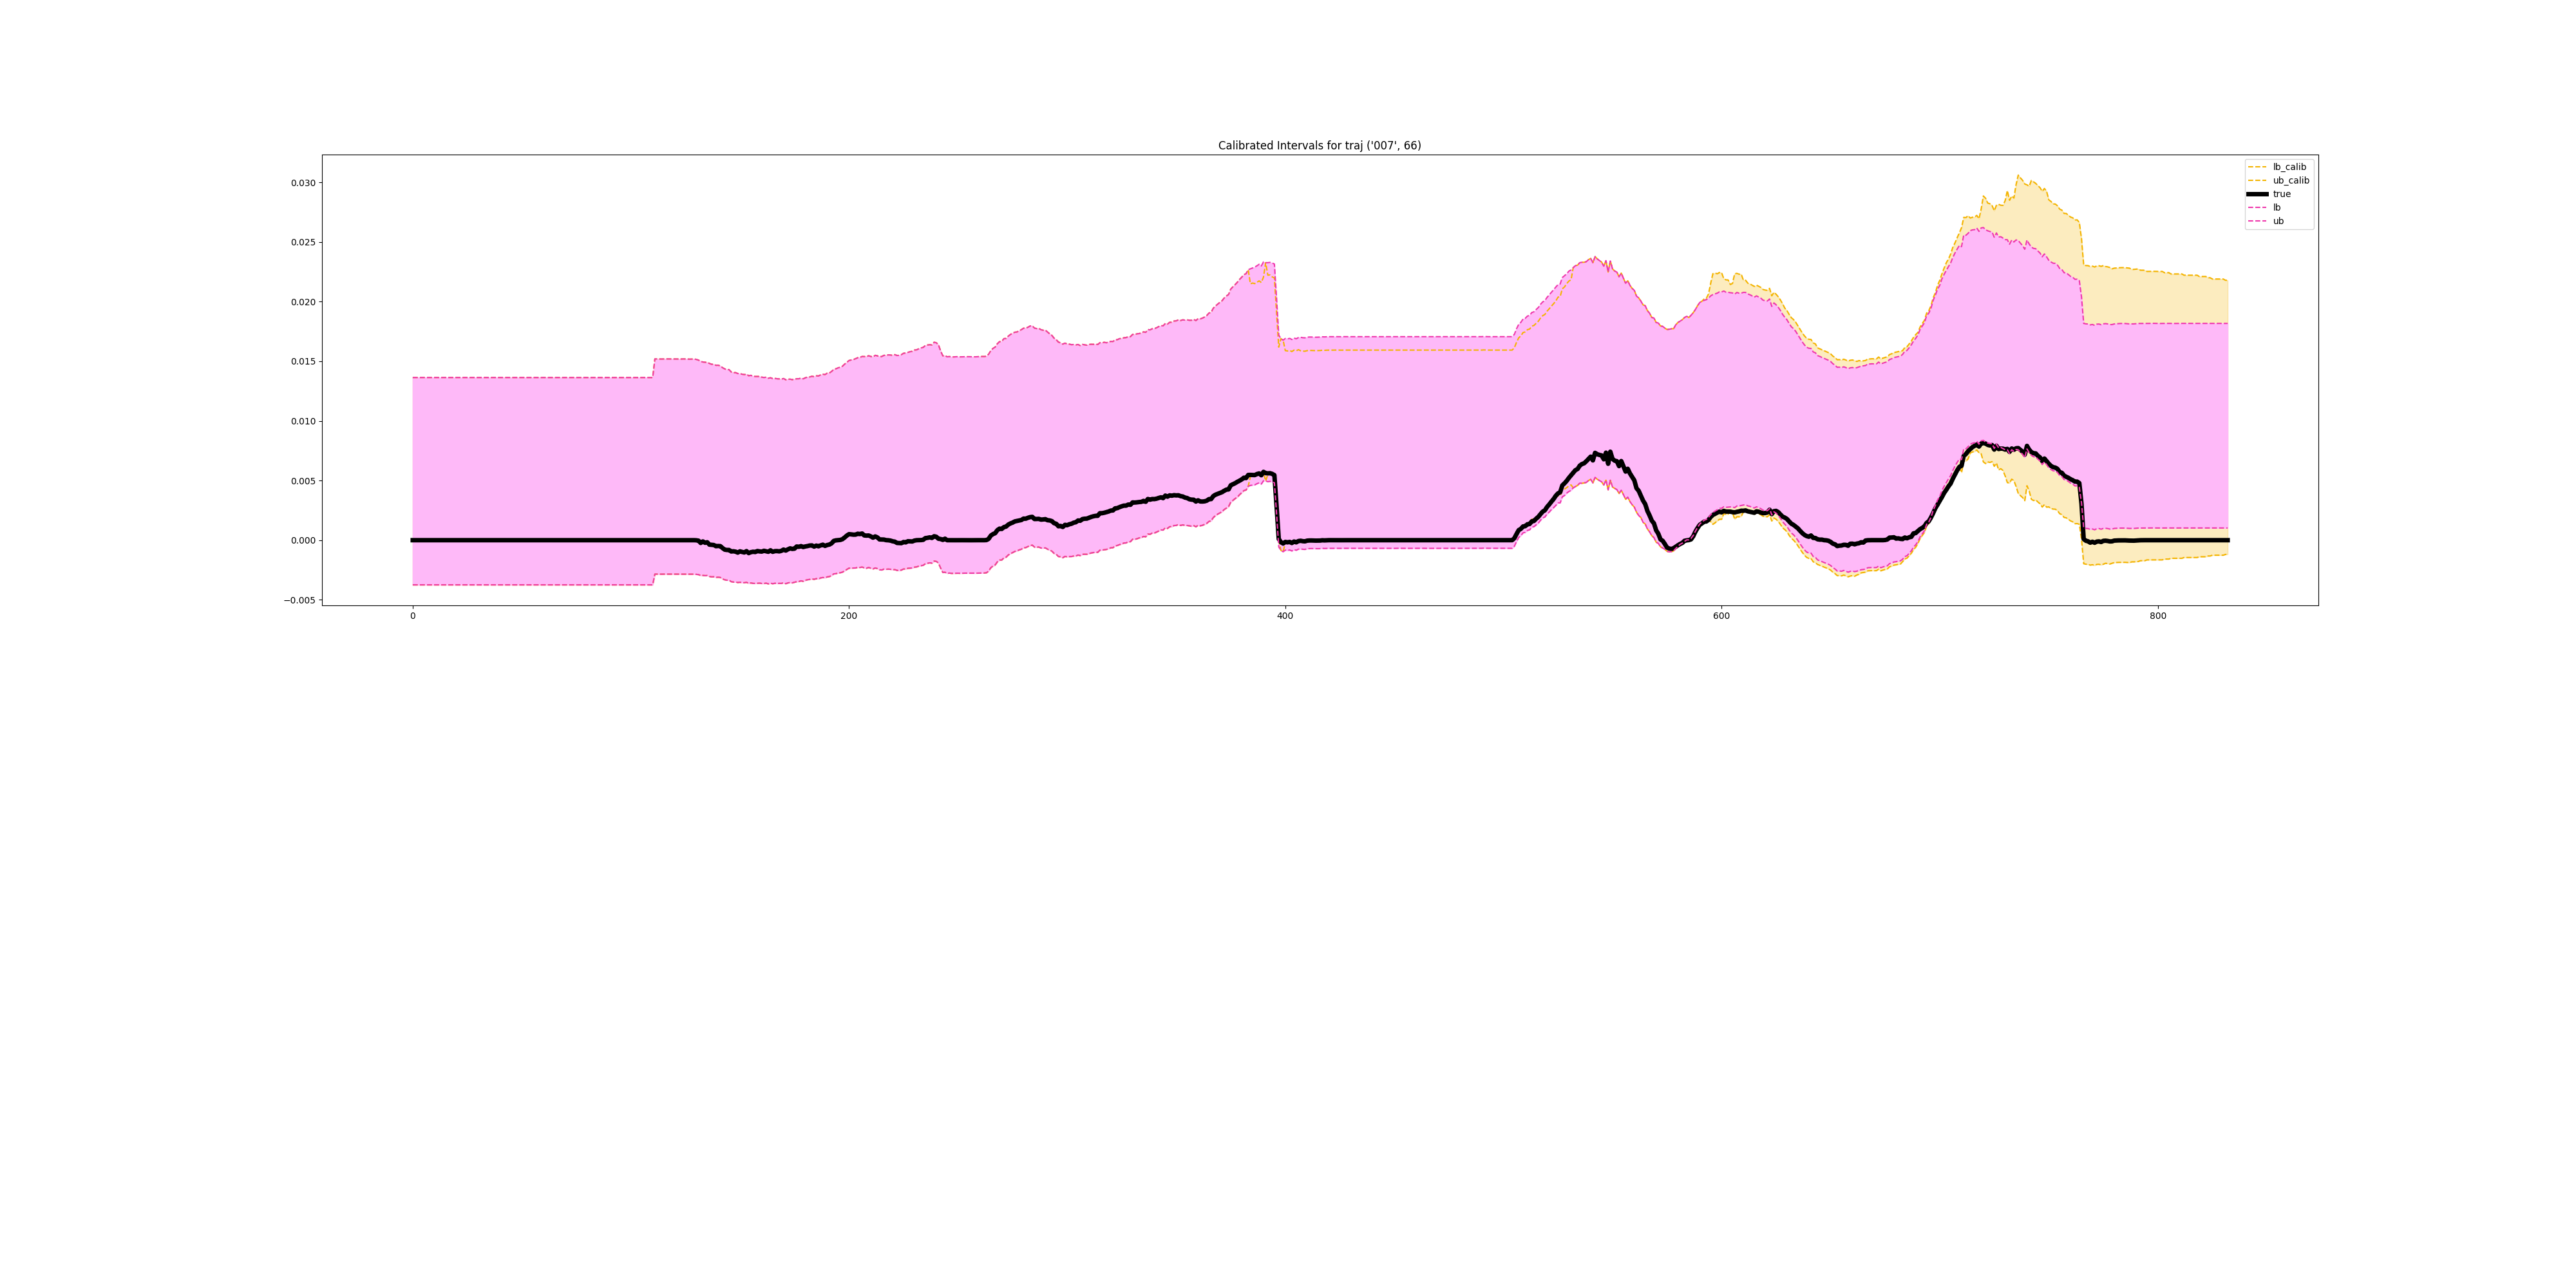 Calibrated Intervals for traj ('007', 66)
lb_calib
ub_calib
true
lb
ub
0.030
0.025
0.020
0.015
0.010
0.005
0.000
−0.005
0 200 400 600 800